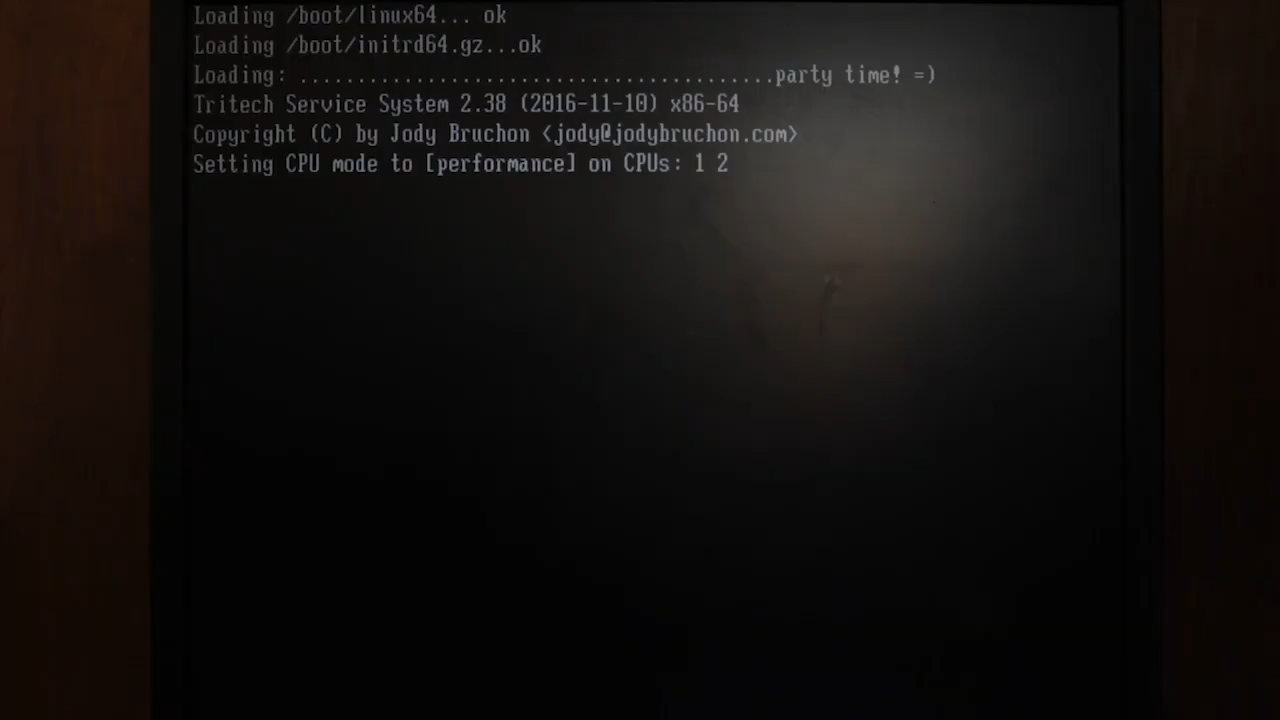 Loading /boot/linux64... ok
Loading /boot/initrd64.gz...ok
Loading: .........................................party time! =)
Tritech Service System 2.38 (2016-11-10) x86-64
Copyright (C) by Jody Bruchon <jody@jodybruchon.com>
Setting CPU mode to [performance] on CPUs: 1 2